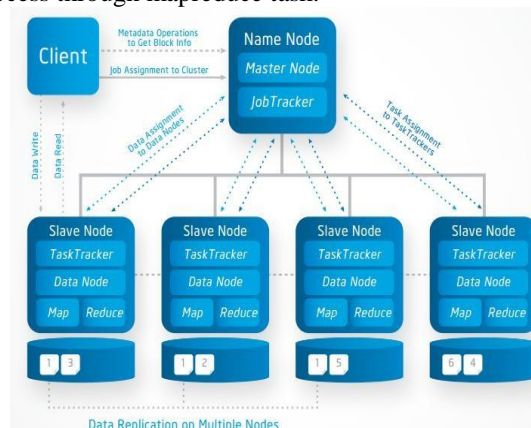 ocess through mapreduce task.
Client
Metadata Operations
to Get Block Info
Job Assignment to Cluster
Name Node
Master Node
JobTracker
Data Write
Data Read
Data Assignment
to Data Nodes
Task Assignment
to TaskTrackers
Slave Node
TaskTracker
Data Node
Map
Reduce
Slave Node
TaskTracker
Data Node
Map
Reduce
Slave Node
TaskTracker
Data Node
Map
Reduce
Slave Node
TaskTracker
Data Node
Map
Reduce
1 3
1 2
1 5
6 4
Data Replication on Multiple Nodes